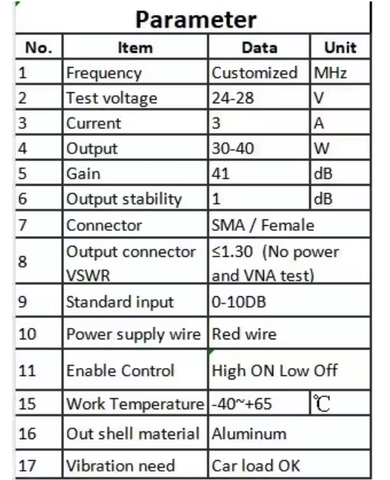 Parameter
No. Item Data Unit
1 Frequency Customized MHz
2 Test voltage 24-28 V
3 Current 3 A
4 Output 30-40 W
5 Gain 41 dB
6 Output stability 1 dB
7 Connector SMA / Female
8 Output connector VSWR ≤1.30 (No power and VNA test)
9 Standard input 0-10DB
10 Power supply wire Red wire
11 Enable Control High ON Low Off
15 Work Temperature -40~+65 ℃
16 Out shell material Aluminum
17 Vibration need Car load OK